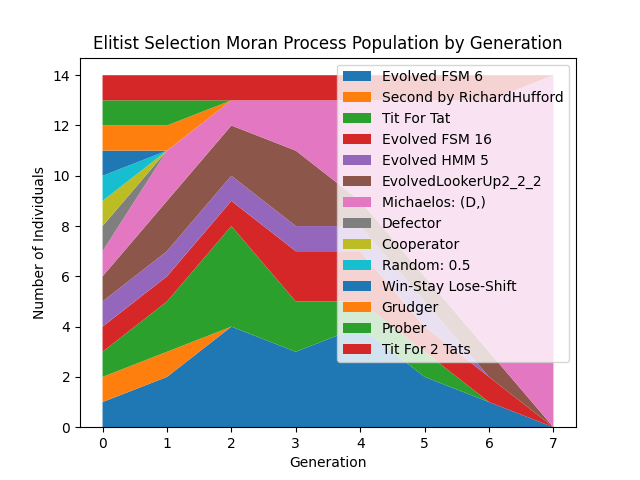 Elitist Selection Moran Process Population by Generation
14
12
10
8
6
4
2
0
Number of Individuals
Evolved FSM 6
Second by RichardHufford
Tit For Tat
Evolved FSM 16
Evolved HMM 5
EvolvedLookerUp2_2_2
Michaelos: (D,)
Defector
Cooperator
Random: 0.5
Win-Stay Lose-Shift
Grudger
Prober
Tit For 2 Tats
0 1 2 3 4 5 6 7
Generation